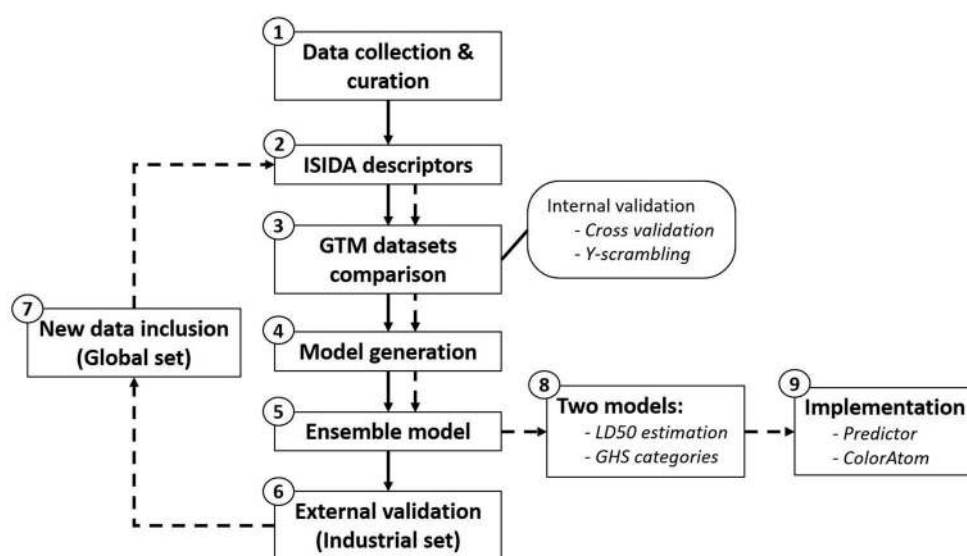 1
Data collection &
curation
2
ISIDA descriptors
3
GTM datasets
comparison
Internal validation
- Cross validation
- Y-scrambling
4
Model generation
5
Ensemble model
6
External validation
(Industrial set)
7
New data inclusion
(Global set)
8
Two models:
- LD50 estimation
- GHS categories
9
Implementation
- Predictor
- ColorAtom